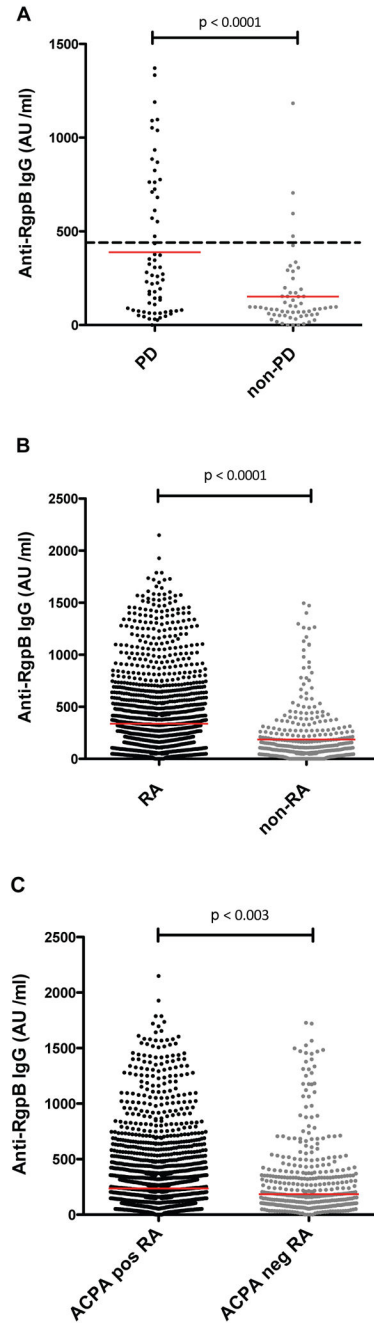 A
p < 0.0001
Anti-RgpB IgG (AU /ml)
1500
1000
500
0
PD
non-PD
B
p < 0.0001
Anti-RgpB IgG (AU /ml)
2500
2000
1500
1000
500
0
RA
non-RA
C
p < 0.003
Anti-RgpB IgG (AU /ml)
2500
2000
1500
1000
500
0
ACPA pos RA
ACPA neg RA